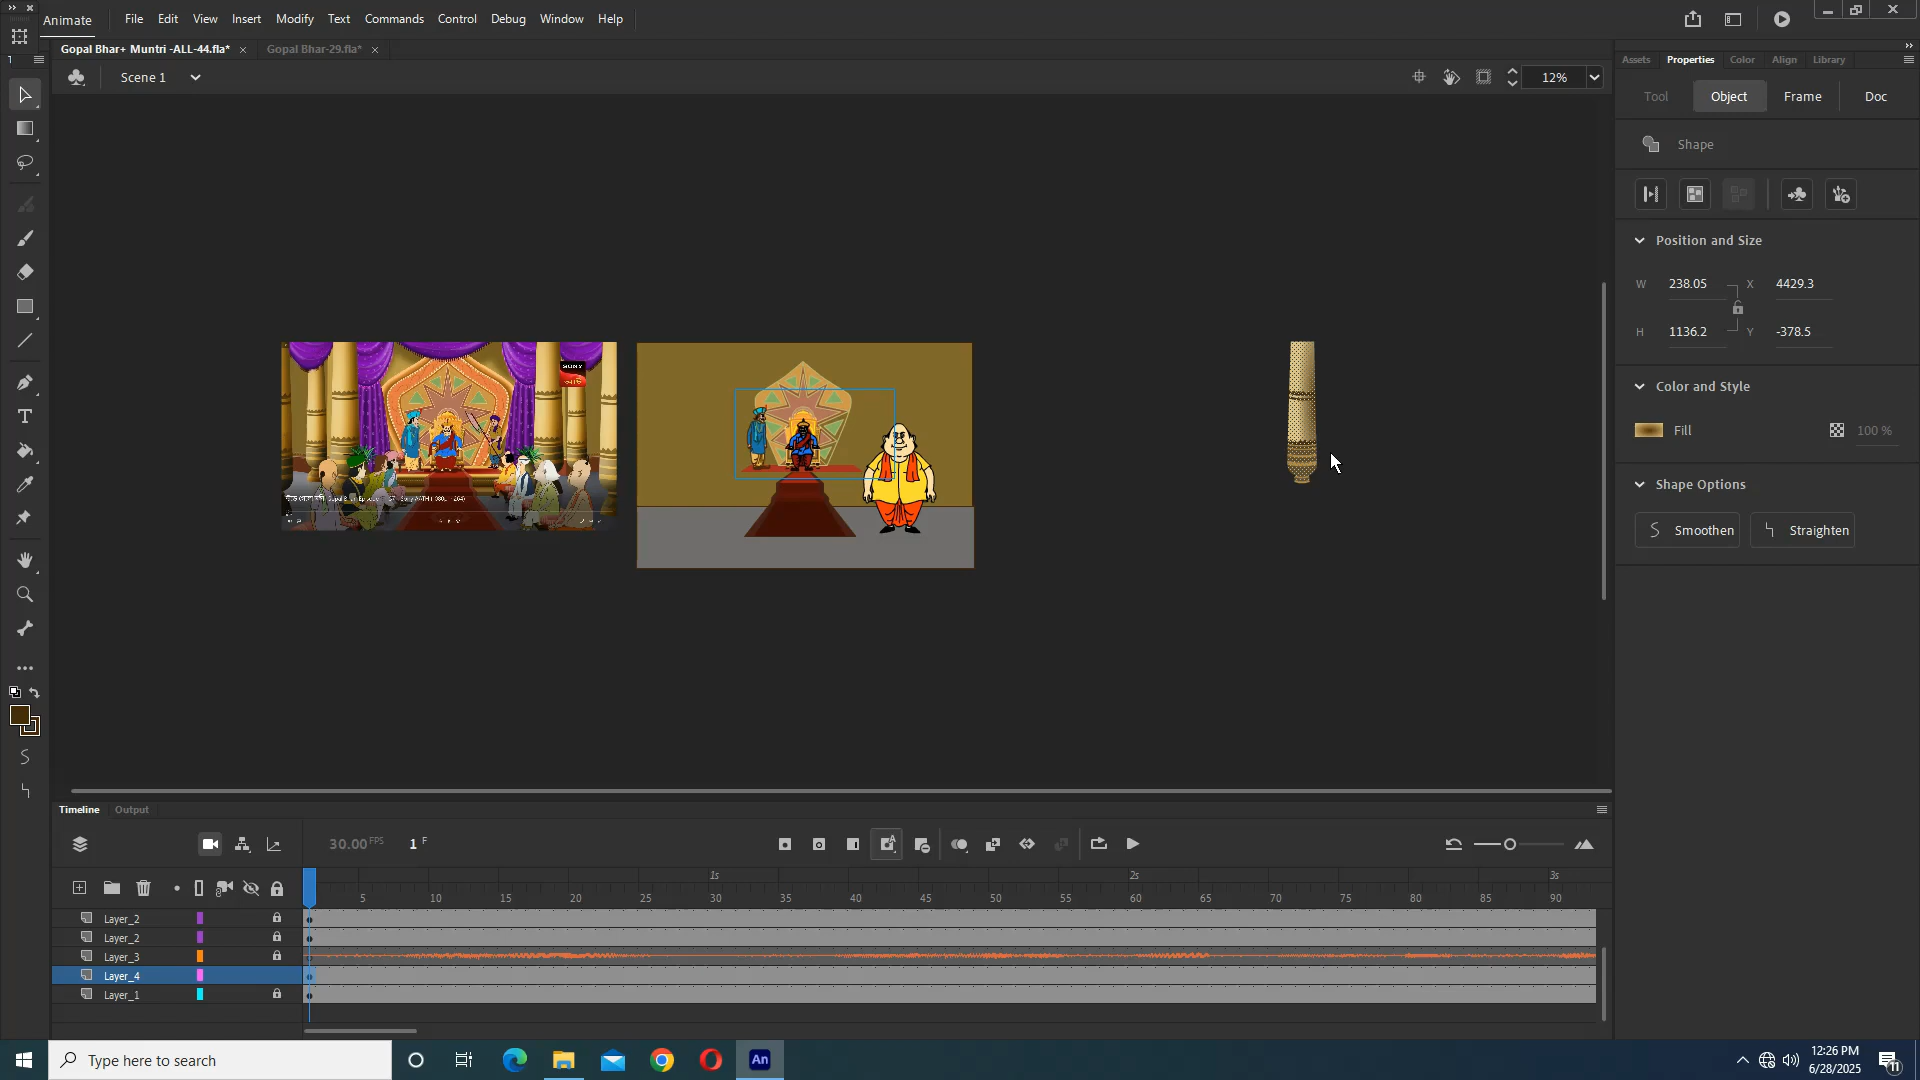 Animate File Edit View Insert Modify Text Commands Control Debug Window Help
Gopal Bhar+ Muntri -ALL-44.fla* Gopal Bhar-29.fla*
Scene 1 12%
Assets Properties Color Align Library
Tool Object Frame Doc
Shape
Position and Size
W 238.05 X 4429.3
H 1136.2 Y -378.5
Color and Style
Fill 100 %
Shape Options
Smoothen Straighten
SONY
Timeline Output
30.00 FPS 1 F
1s 2s 3s
5 10 15 20 25 30 35 40 45 50 55 60 65 70 75 80 85 90
Layer_2
Layer_2
Layer_3
Layer_4
Layer_1
Type here to search
An
12:26 PM
6/28/2025
11